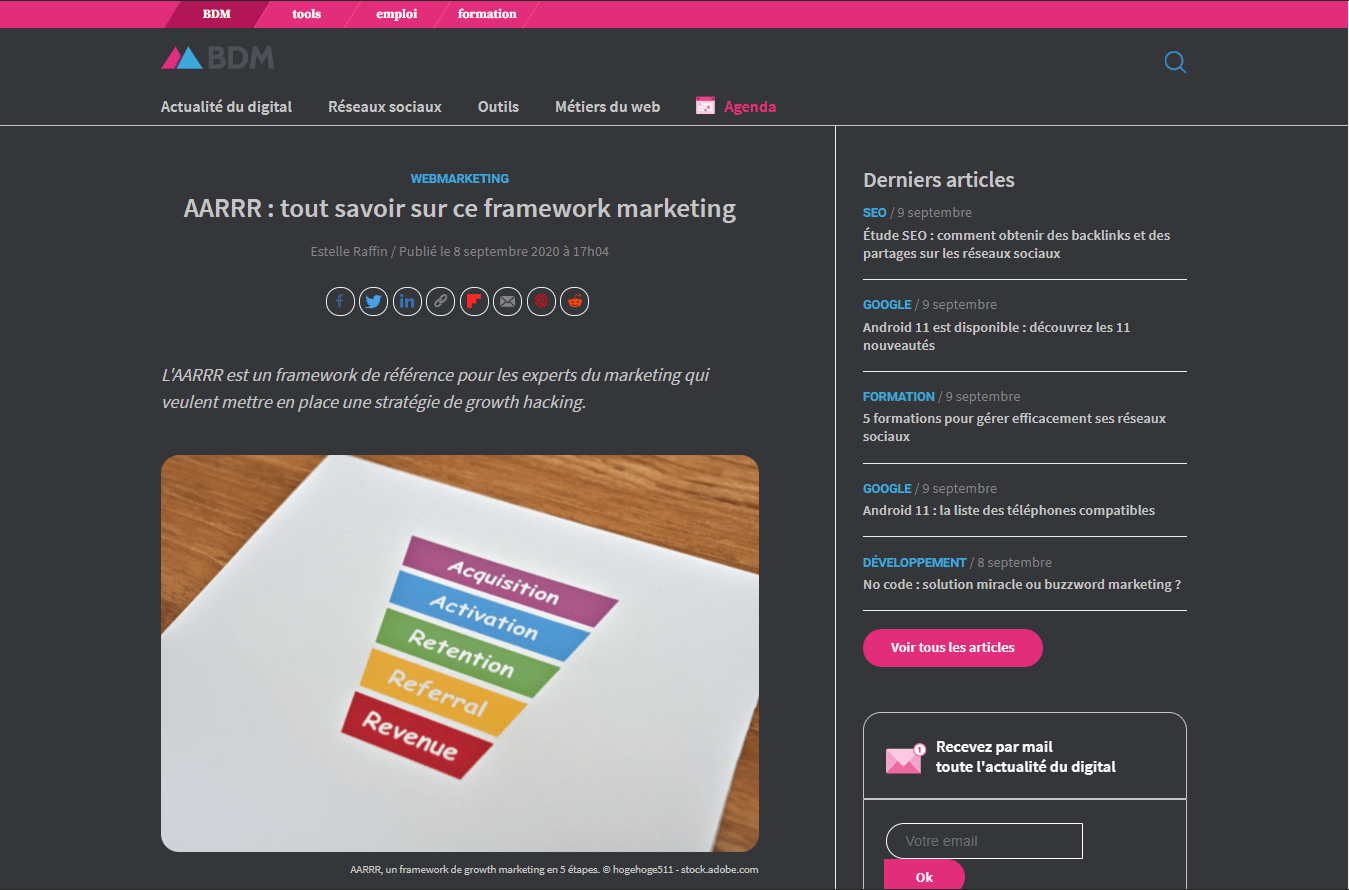 BDM
tools
emploi
formation
BDM
Actualité du digital
Réseaux sociaux
Outils
Métiers du web
Agenda
WEBMARKETING
AARRR : tout savoir sur ce framework marketing
Estelle Raffin / Publié le 8 septembre 2020 à 17h04
L'AARRR est un framework de référence pour les experts du marketing qui
veulent mettre en place une stratégie de growth hacking.
Acquisition
Activation
Retention
Referral
Revenue
AARRR, un framework de growth marketing en 5 étapes. © hogehoge511 - stock.adobe.com
Derniers articles
SEO / 9 septembre
Étude SEO : comment obtenir des backlinks et des
partages sur les réseaux sociaux
GOOGLE / 9 septembre
Android 11 est disponible : découvrez les 11
nouveautés
FORMATION / 9 septembre
5 formations pour gérer efficacement ses réseaux
sociaux
GOOGLE / 9 septembre
Android 11 : la liste des téléphones compatibles
DÉVELOPPEMENT / 8 septembre
No code : solution miracle ou buzzword marketing ?
Voir tous les articles
1
Recevez par mail
toute l'actualité du digital
Votre email
Ok